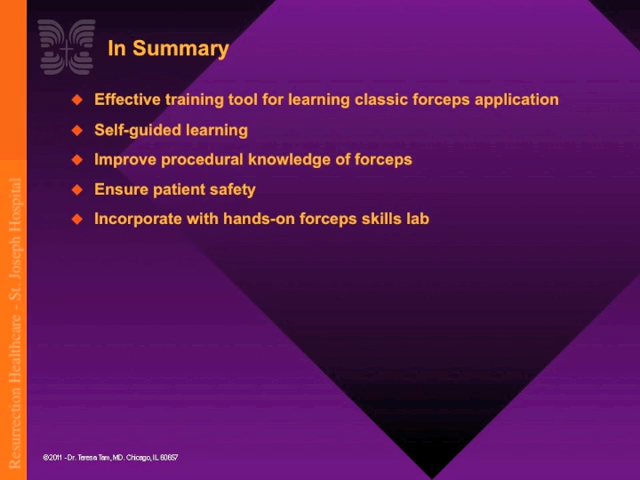 In Summary
Effective training tool for learning classic forceps application
Self-guided learning
Improve procedural knowledge of forceps
Ensure patient safety
Incorporate with hands-on forceps skills lab
Resurrection Healthcare - St. Joseph Hospital
©2011 - Dr. Teresa Tam, MD. Chicago, IL 60657